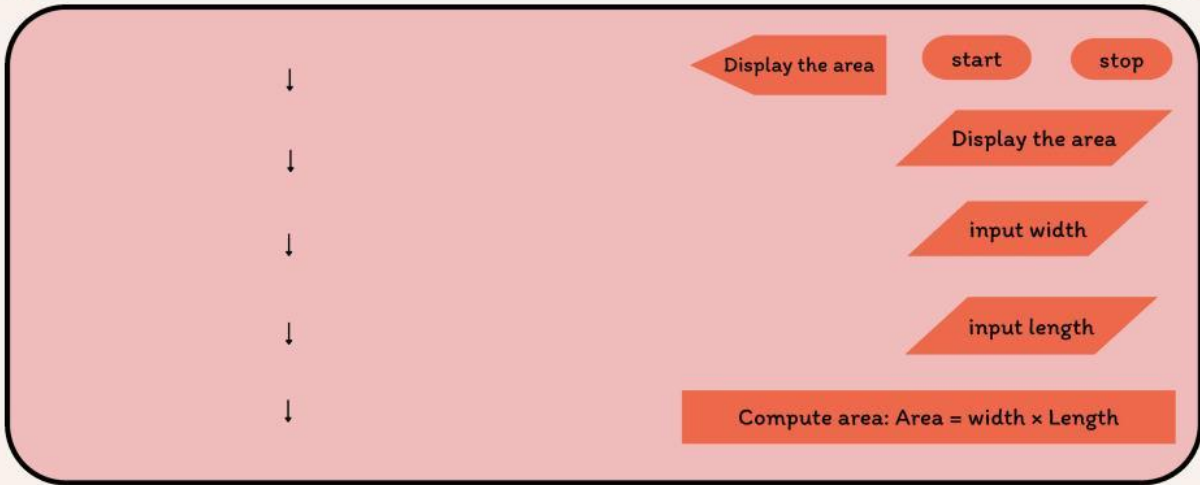 Display the area
start
stop
Display the area
input width
input length
Compute area: Area = width × Length